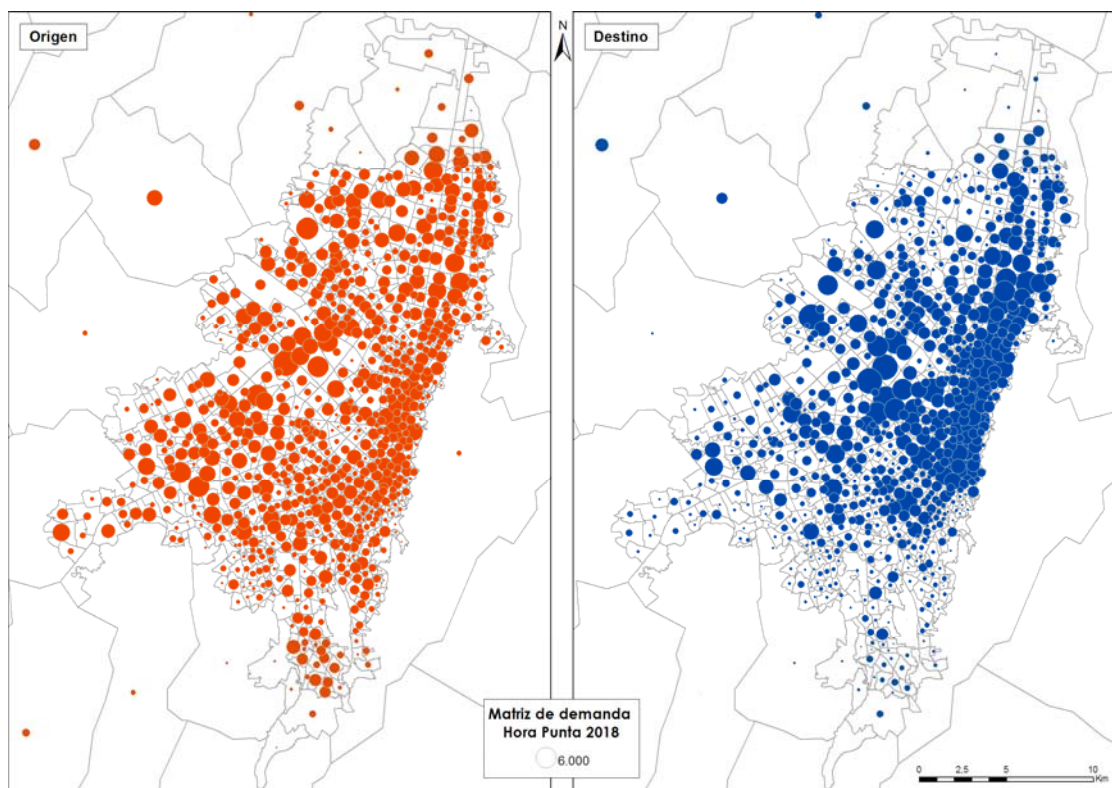 Origen
N
Destino
Matriz de demanda
Hora Punta 2018
6.000
0 2,5 5 10
Km